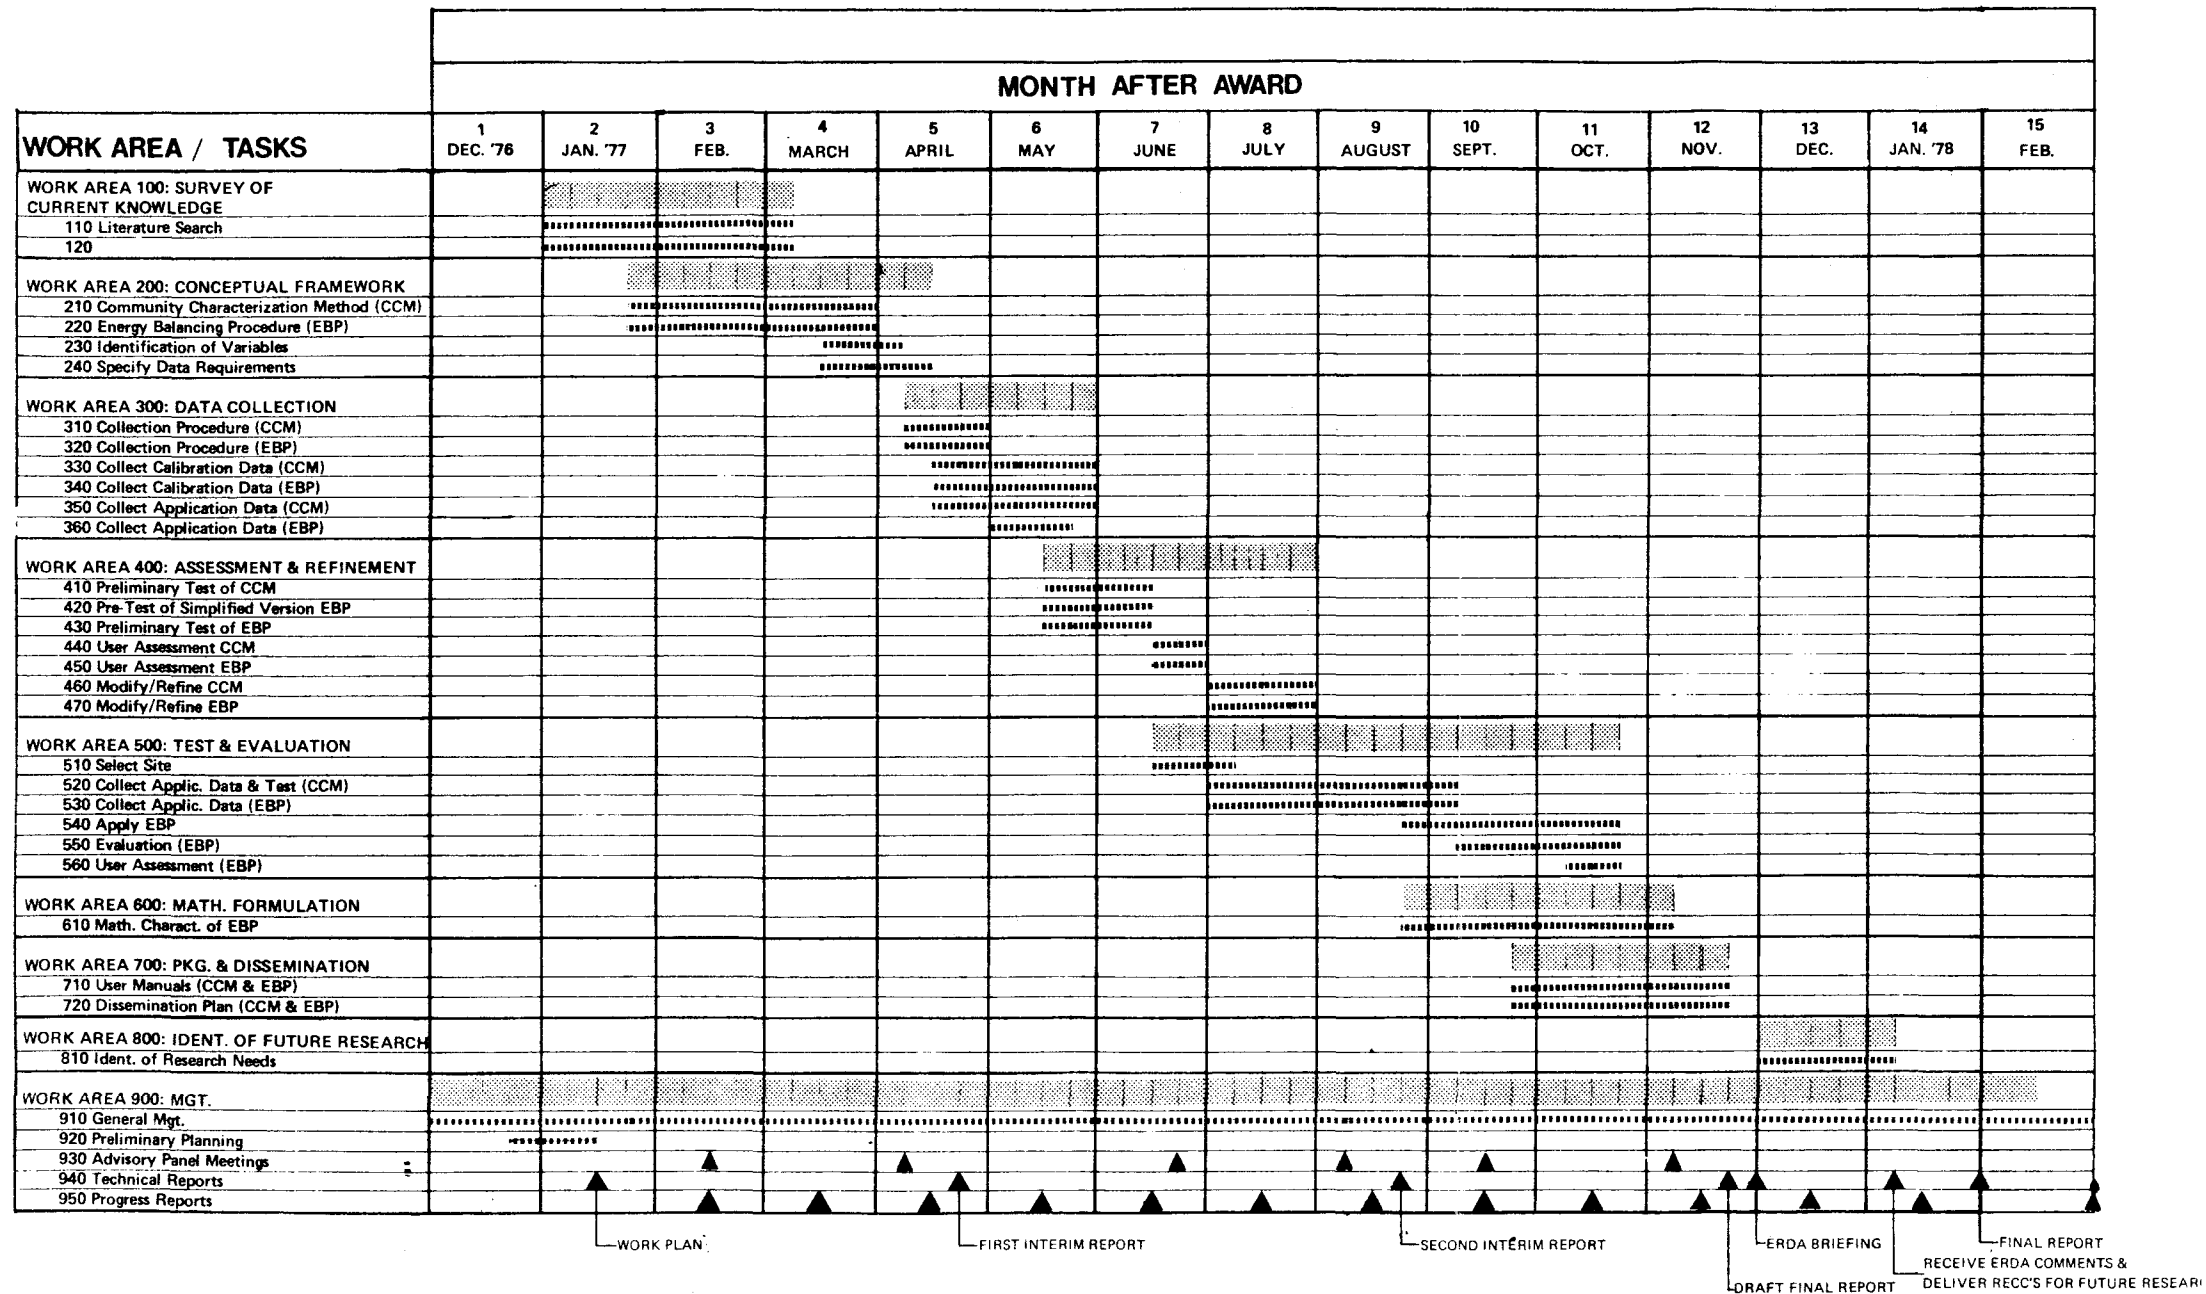 MONTH AFTER AWARD
WORK AREA / TASKS
1 2 3 4 5 6 7 8 9 10 11 12 13 14 15
DEC. '76 JAN. '77 FEB. MARCH APRIL MAY JUNE JULY AUGUST SEPT. OCT. NOV. DEC. JAN. '78 FEB.
WORK AREA 100: SURVEY OF
CURRENT KNOWLEDGE
110 Literature Search
120
WORK AREA 200: CONCEPTUAL FRAMEWORK
210 Community Characterization Method (CCM)
220 Energy Balancing Procedure (EBP)
230 Identification of Variables
240 Specify Data Requirements
WORK AREA 300: DATA COLLECTION
310 Collection Procedure (CCM)
320 Collection Procedure (EBP)
330 Collect Calibration Data (CCM)
340 Collect Calibration Data (EBP)
350 Collect Application Data (CCM)
360 Collect Application Data (EBP)
WORK AREA 400: ASSESSMENT & REFINEMENT
410 Preliminary Test of CCM
420 Pre-Test of Simplified Version EBP
430 Preliminary Test of EBP
440 User Assessment CCM
450 User Assessment EBP
460 Modify/Refine CCM
470 Modify/Refine EBP
WORK AREA 500: TEST & EVALUATION
510 Select Site
520 Collect Applic. Data & Test (CCM)
530 Collect Applic. Data (EBP)
540 Apply EBP
550 Evaluation (EBP)
560 User Assessment (EBP)
WORK AREA 600: MATH. FORMULATION
610 Math. Charact. of EBP
WORK AREA 700: PKG. & DISSEMINATION
710 User Manuals (CCM & EBP)
720 Dissemination Plan (CCM & EBP)
WORK AREA 800: IDENT. OF FUTURE RESEARCH
810 Ident. of Research Needs
WORK AREA 900: MGT.
910 General Mgt.
920 Preliminary Planning
930 Advisory Panel Meetings
940 Technical Reports
950 Progress Reports
WORK PLAN
FIRST INTERIM REPORT
SECOND INTERIM REPORT
ERDA BRIEFING
FINAL REPORT
RECEIVE ERDA COMMENTS &
DELIVER RECC'S FOR FUTURE RESEAR
DRAFT FINAL REPORT